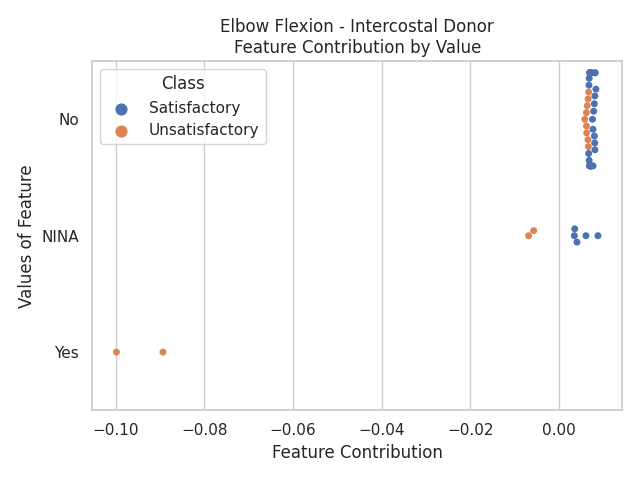 Elbow Flexion - Intercostal Donor
Feature Contribution by Value
Class
Satisfactory
Unsatisfactory
Values of Feature
No
NINA
Yes
−0.10 −0.08 −0.06 −0.04 −0.02 0.00
Feature Contribution